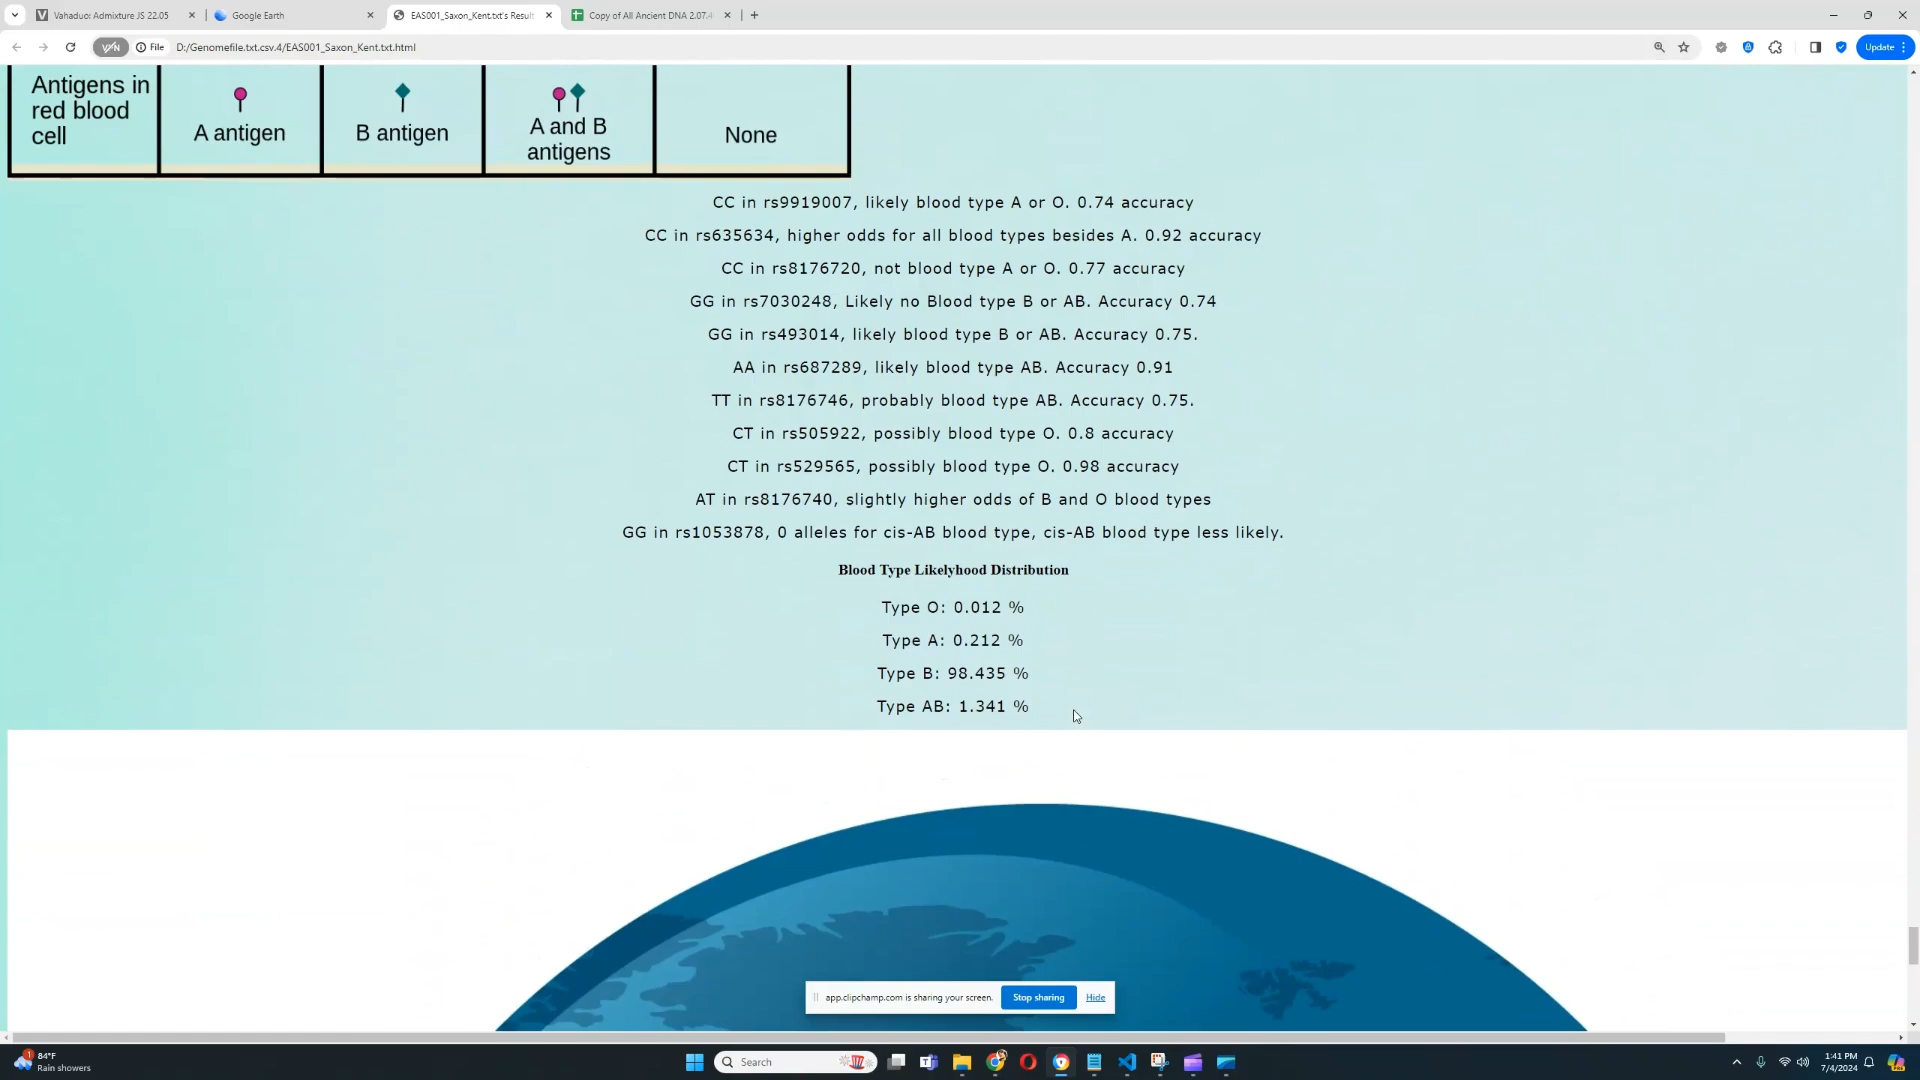 Vahaduo: Admixture JS 22.05
Google Earth
EAS001_Saxon_Kent.txt's Result
Copy of All Ancient DNA 2.07.4
File
D:/Genomefile.txt.csv.4/EAS001_Saxon_Kent.txt.html
Update
Antigens in
red blood
cell
A antigen
B antigen
A and B
antigens
None
CC in rs9919007, likely blood type A or O. 0.74 accuracy
CC in rs635634, higher odds for all blood types besides A. 0.92 accuracy
CC in rs8176720, not blood type A or O. 0.77 accuracy
GG in rs7030248, Likely no Blood type B or AB. Accuracy 0.74
GG in rs493014, likely blood type B or AB. Accuracy 0.75.
AA in rs687289, likely blood type AB. Accuracy 0.91
TT in rs8176746, probably blood type AB. Accuracy 0.75.
CT in rs505922, possibly blood type O. 0.8 accuracy
CT in rs529565, possibly blood type O. 0.98 accuracy
AT in rs8176740, slightly higher odds of B and O blood types
GG in rs1053878, 0 alleles for cis-AB blood type, cis-AB blood type less likely.
Blood Type Likelyhood Distribution
Type O: 0.012 %
Type A: 0.212 %
Type B: 98.435 %
Type AB: 1.341 %
app.clipchamp.com is sharing your screen.
Stop sharing
Hide
1
84°F
Rain showers
Search
1:41 PM
7/4/2024